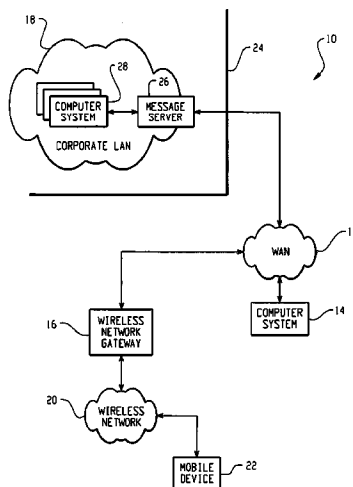 18
28
24
10
26
COMPUTER
SYSTEM
MESSAGE
SERVER
CORPORATE LAN
1
WAN
16
WIRELESS
NETWORK
GATEWAY
COMPUTER
SYSTEM
14
20
WIRELESS
NETWORK
MOBILE
DEVICE
22